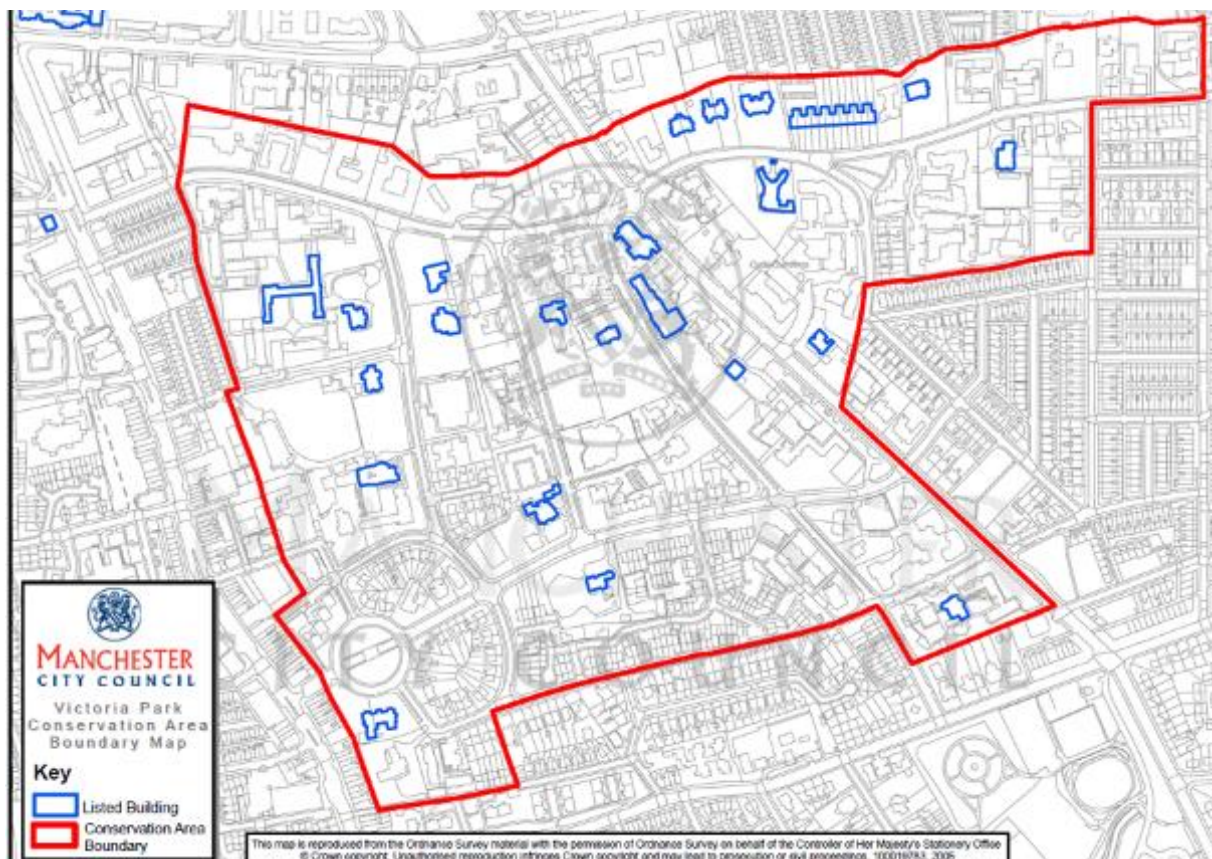 MANCHESTER
CITY COUNCIL
Victoria Park
Conservation Area
Boundary Map
Key
Listed Building
Conservation Area
Boundary
This map is reproduced from the Ordnance Survey material with the permission of Ordnance Survey on behalf of the Controller of Her Majesty's Stationery Office
© Crown copyright. Unauthorised reproduction infringes Crown copyright and may lead to prosecution or civil proceedings. 2005
COUNCIL